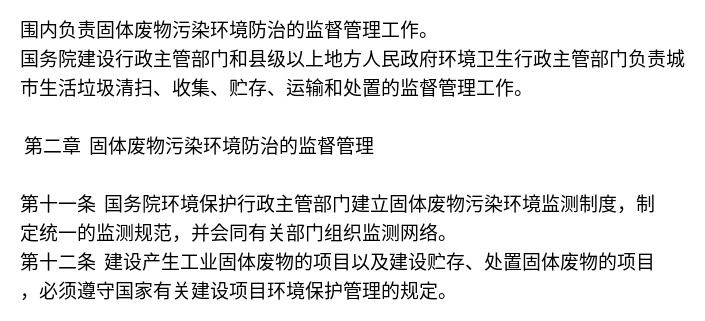 围内负责固体废物污染环境防治的监督管理工作。
国务院建设行政主管部门和县级以上地方人民政府环境卫生行政主管部门负责城
市生活垃圾清扫、收集、贮存、运输和处置的监督管理工作。
第二章 固体废物污染环境防治的监督管理
第十一条 国务院环境保护行政主管部门建立固体废物污染环境监测制度，制
定统一的监测规范，并会同有关部门组织监测网络。
第十二条 建设产生工业固体废物的项目以及建设贮存、处置固体废物的项目
，必须遵守国家有关建设项目环境保护管理的规定。